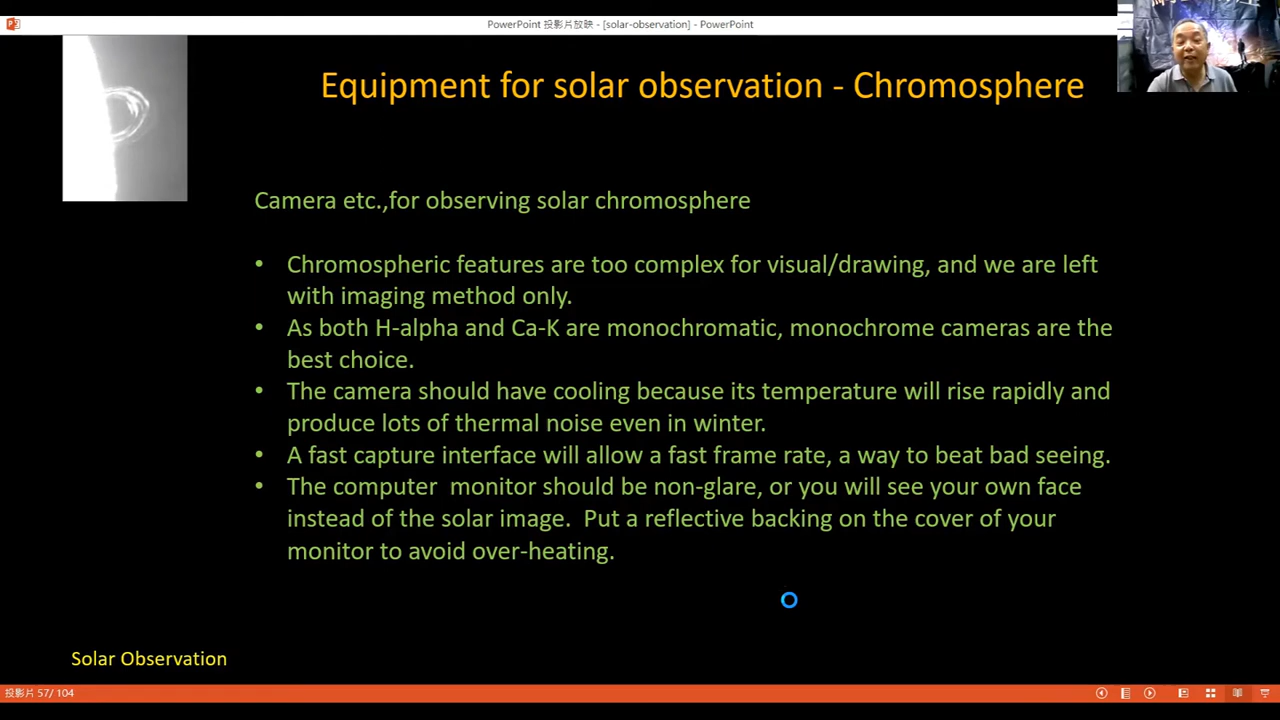 PowerPoint 投影片放映 - [solar-observation] - PowerPoint
Equipment for solar observation - Chromosphere
Camera etc.,for observing solar chromosphere
• Chromospheric features are too complex for visual/drawing, and we are left
with imaging method only.
• As both H-alpha and Ca-K are monochromatic, monochrome cameras are the
best choice.
• The camera should have cooling because its temperature will rise rapidly and
produce lots of thermal noise even in winter.
• A fast capture interface will allow a fast frame rate, a way to beat bad seeing.
• The computer  monitor should be non-glare, or you will see your own face
instead of the solar image.  Put a reflective backing on the cover of your
monitor to avoid over-heating.
Solar Observation
投影片 57/ 104